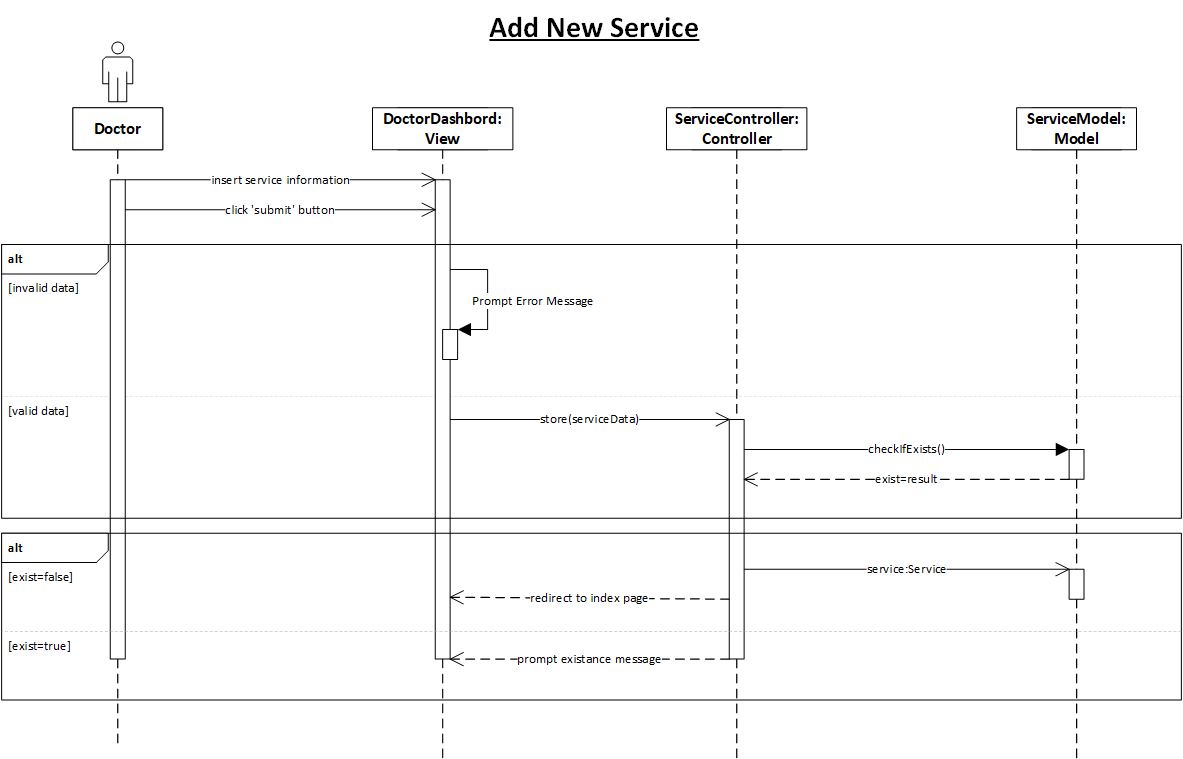 Add New Service
Doctor
DoctorDashbord:
View
ServiceController:
Controller
ServiceModel:
Model
insert service information
click 'submit' button
alt
[invalid data]
Prompt Error Message
[valid data]
store(serviceData)
checkIfExists()
exist=result
alt
[exist=false]
service:Service
redirect to index page
[exist=true]
prompt existance message